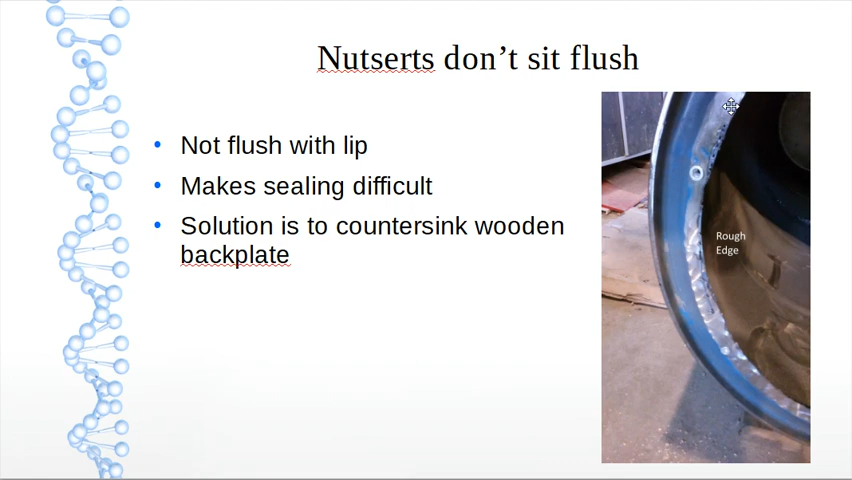 Nutserts don’t sit flush
Not flush with lip
Makes sealing difficult
Solution is to countersink wooden
backplate
Rough
Edge